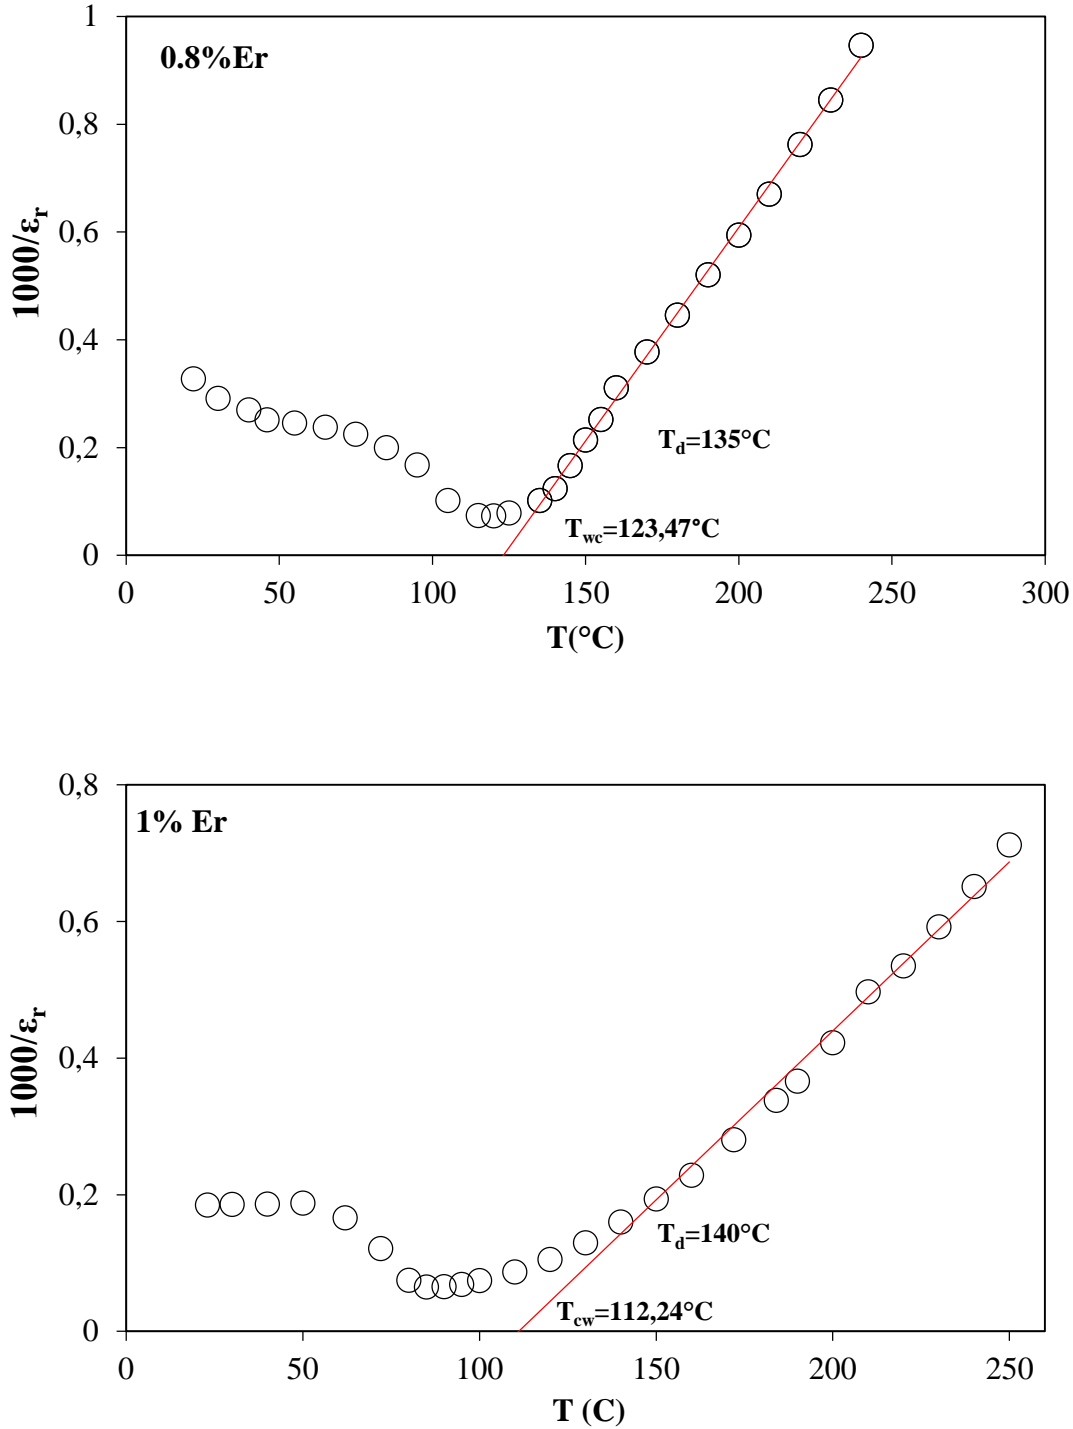 1
0.8%Er
0,8
0,6
1000/εr
0,4
Td=135°C
0,2
Twc=123,47°C
0
0 50 100 150 200 250 300
T(°C)
0,8
1% Er
0,6
1000/εr
0,4
0,2
Td=140°C
Tcw=112,24°C
0
0 50 100 150 200 250
T (C)